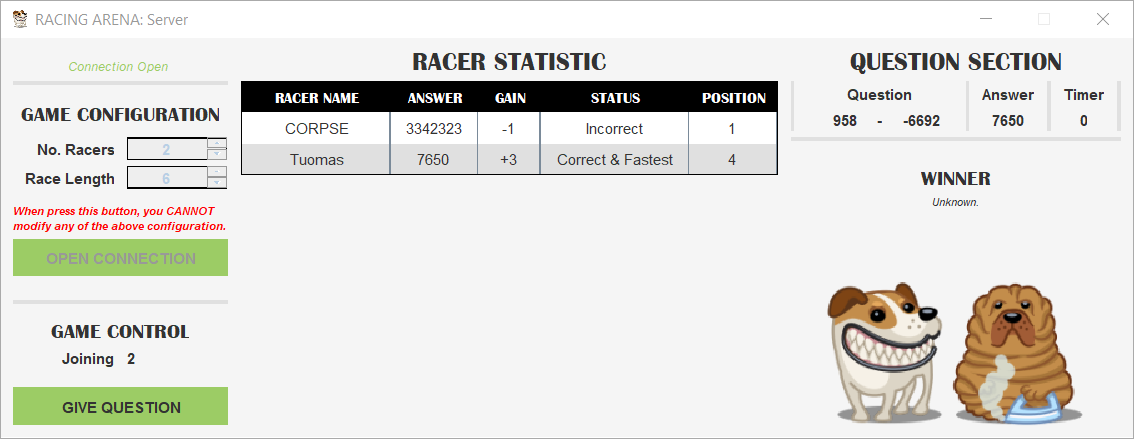 RACING ARENA: Server
Connection Open
GAME CONFIGURATION
No. Racers 2
Race Length 6
When press this button, you CANNOT
modify any of the above configuration.
OPEN CONNECTION
GAME CONTROL
Joining 2
GIVE QUESTION
RACER STATISTIC
RACER NAME ANSWER GAIN STATUS POSITION
CORPSE 3342323 -1 Incorrect 1
Tuomas 7650 +3 Correct & Fastest 4
QUESTION SECTION
Question Answer Timer
958 - -6692 7650 0
WINNER
Unknown.